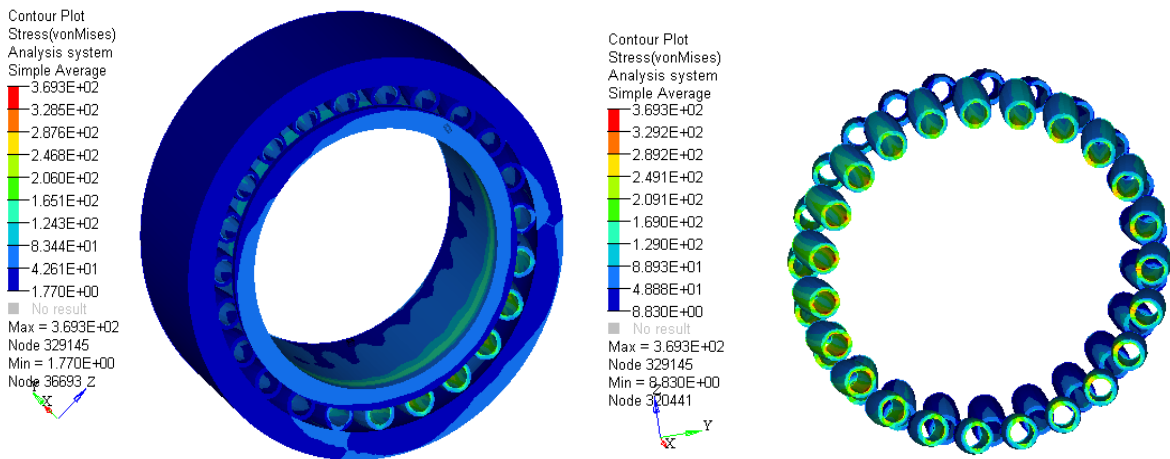 Contour Plot
Stress(vonMises)
Analysis system
Simple Average
3.693E+02
3.285E+02
2.876E+02
2.468E+02
2.060E+02
1.651E+02
1.243E+02
8.344E+01
4.261E+01
1.770E+00
No result
Max = 3.693E+02
Node 329145
Min = 1.770E+00
Node 36693
Z
X
Contour Plot
Stress(vonMises)
Analysis system
Simple Average
3.693E+02
3.292E+02
2.892E+02
2.491E+02
2.091E+02
1.690E+02
1.290E+02
8.893E+01
4.888E+01
8.830E+00
No result
Max = 3.693E+02
Node 329145
Min = 8.830E+00
Node 320441
Z
Y
X